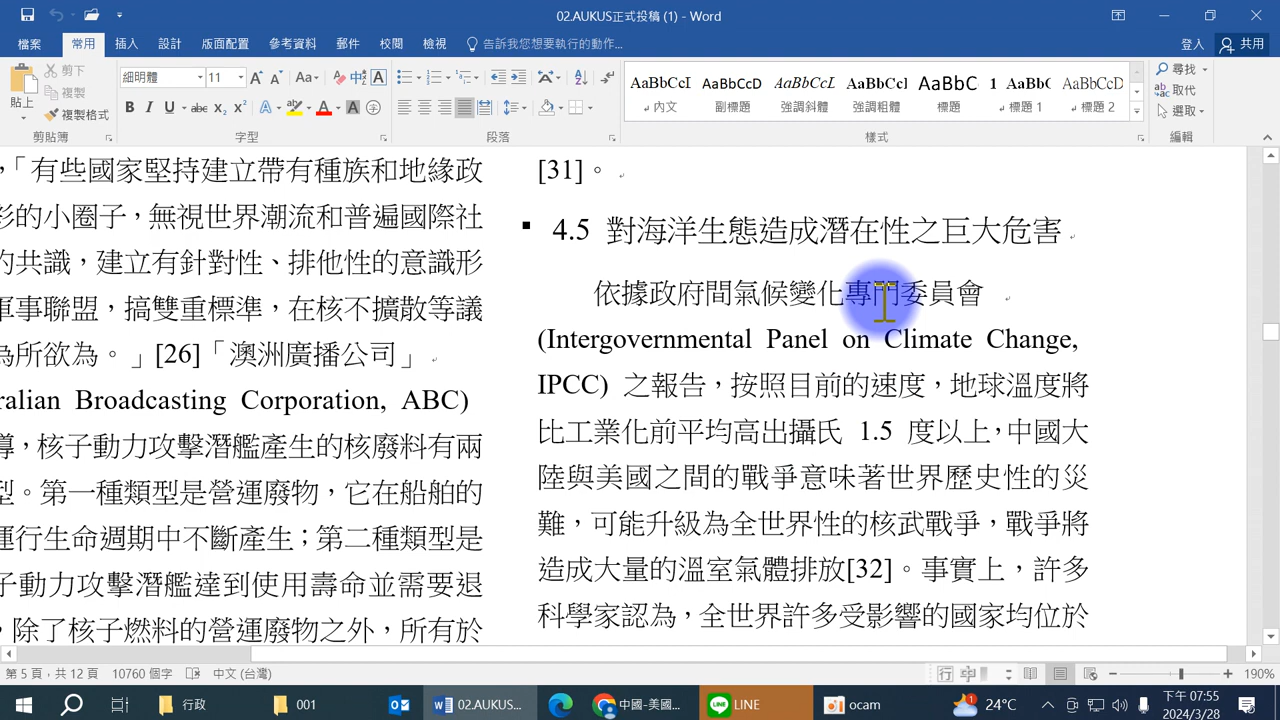 02.AUKUS正式投稿 (1) - Word
檔案 常用 插入 設計 版面配置 參考資料 郵件 校閱 檢視 告訴我您想要執行的動作... 登入 共用
貼上 剪下 複製 複製格式
細明體 11
AaBbCcI AaBbCcD AaBbCcL AaBbCcI AaBbC 1 AaBbC AaBbCcD
內文 副標題 強調斜體 強調粗體 標題 標題 1 標題 2
尋找 取代 選取
剪貼簿 字型 段落 樣式 編輯
，「有些國家堅持建立帶有種族和地緣政
彩的小圈子，無視世界潮流和普遍國際社
的共識，建立有針對性、排他性的意識形
軍事聯盟，搞雙重標準，在核不擴散等議
為所欲為。」[26]「澳洲廣播公司」
ralian Broadcasting Corporation, ABC)
導，核子動力攻擊潛艦產生的核廢料有兩
型。第一種類型是營運廢物，它在船舶的
運行生命週期中不斷產生；第二種類型是
子動力攻擊潛艦達到使用壽命並需要退
，除了核子燃料的營運廢物之外，所有於
[31]。
4.5 對海洋生態造成潛在性之巨大危害
依據政府間氣候變化專門委員會
(Intergovernmental Panel on Climate Change,
IPCC) 之報告，按照目前的速度，地球溫度將
比工業化前平均高出攝氏 1.5 度以上，中國大
陸與美國之間的戰爭意味著世界歷史性的災
難，可能升級為全世界性的核武戰爭，戰爭將
造成大量的溫室氣體排放[32]。事實上，許多
科學家認為，全世界許多受影響的國家均位於
第 5 頁，共 12 頁 10760 個字 中文 (台灣) 190%
行政 001 02.AUKUS... 中國-美國... LINE ocam 24°C 下午 07:55
2024/3/28